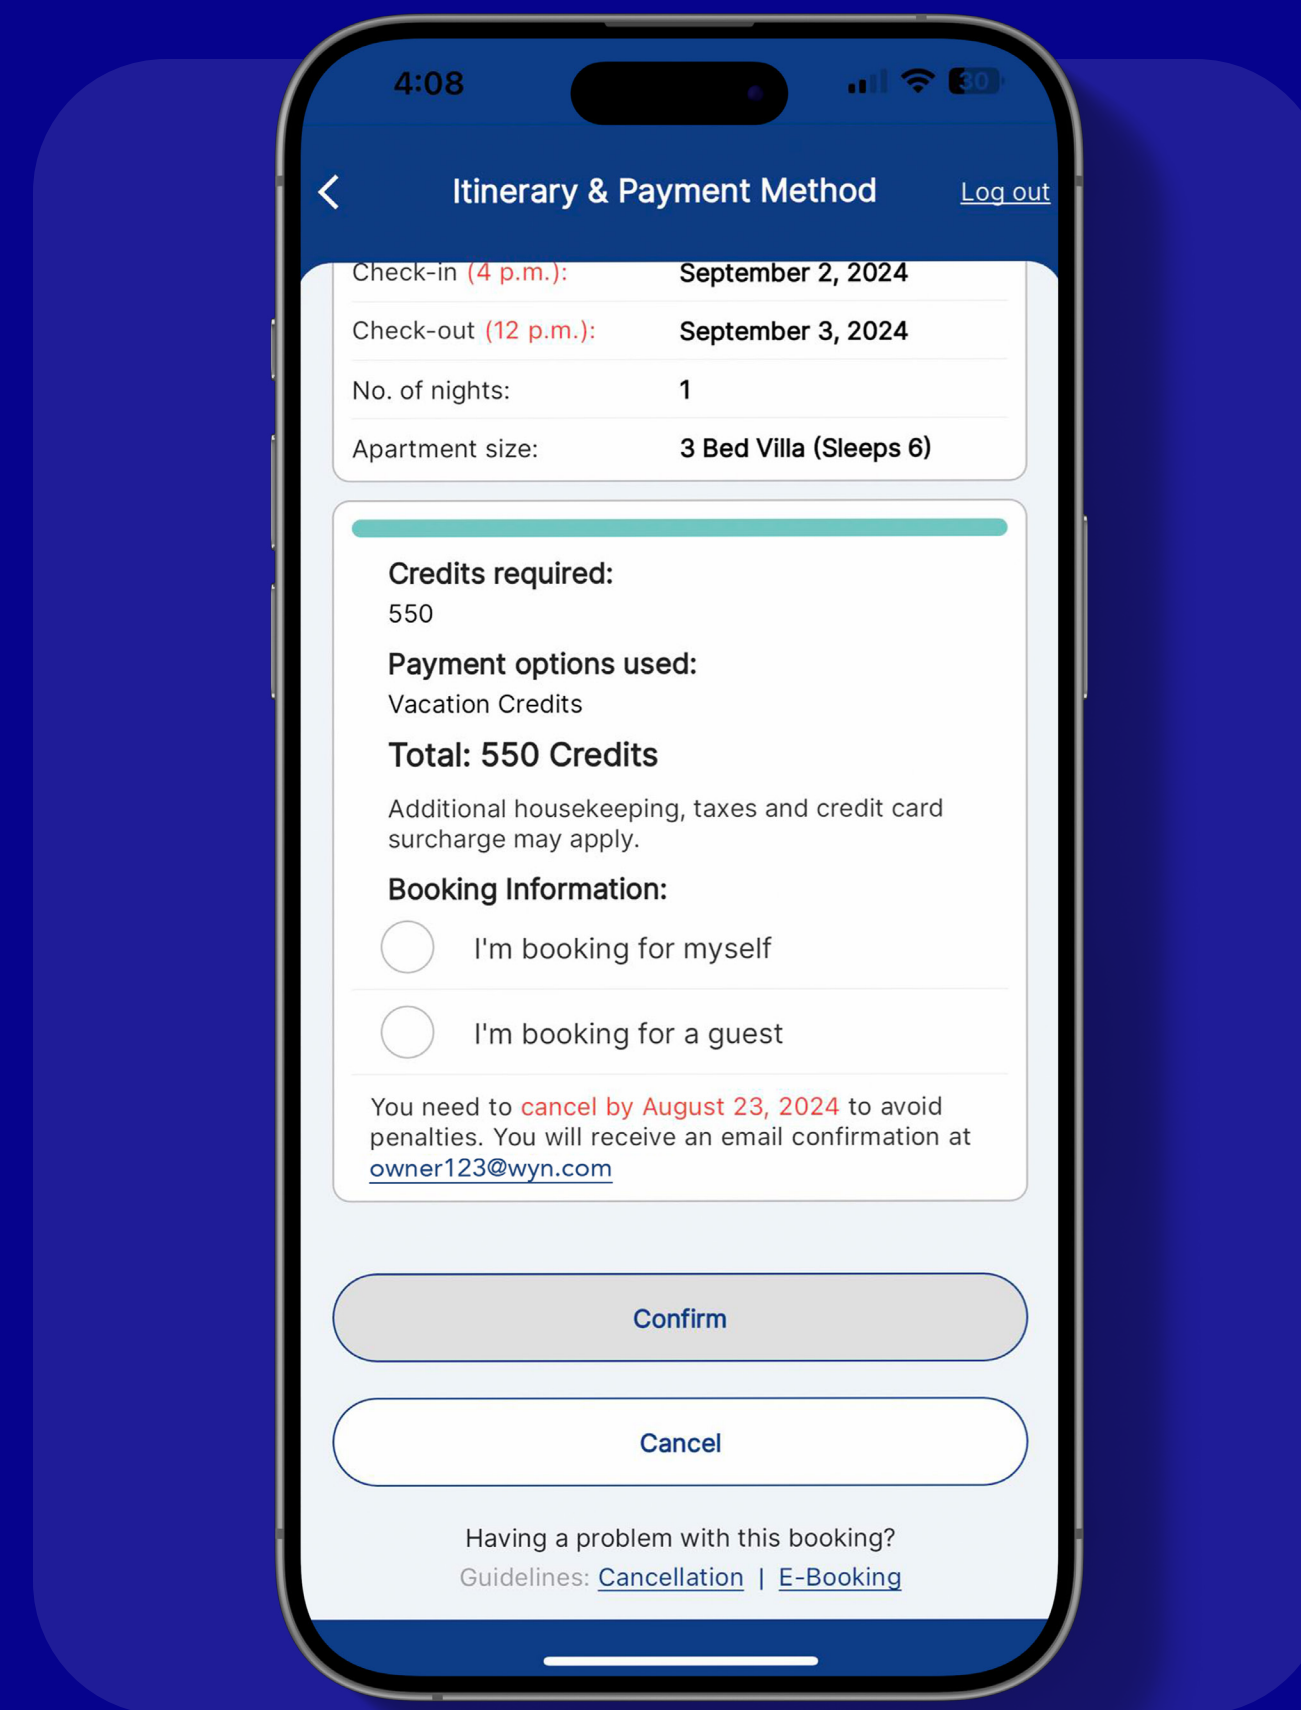 4:08
30
Itinerary & Payment Method
Log out
Check-in (4 p.m.): September 2, 2024
Check-out (12 p.m.): September 3, 2024
No. of nights: 1
Apartment size: 3 Bed Villa (Sleeps 6)
Credits required:
550
Payment options used:
Vacation Credits
Total: 550 Credits
Additional housekeeping, taxes and credit card
surcharge may apply.
Booking Information:
I'm booking for myself
I'm booking for a guest
You need to cancel by August 23, 2024 to avoid
penalties. You will receive an email confirmation at
owner123@wyn.com
Confirm
Cancel
Having a problem with this booking?
Guidelines: Cancellation | E-Booking